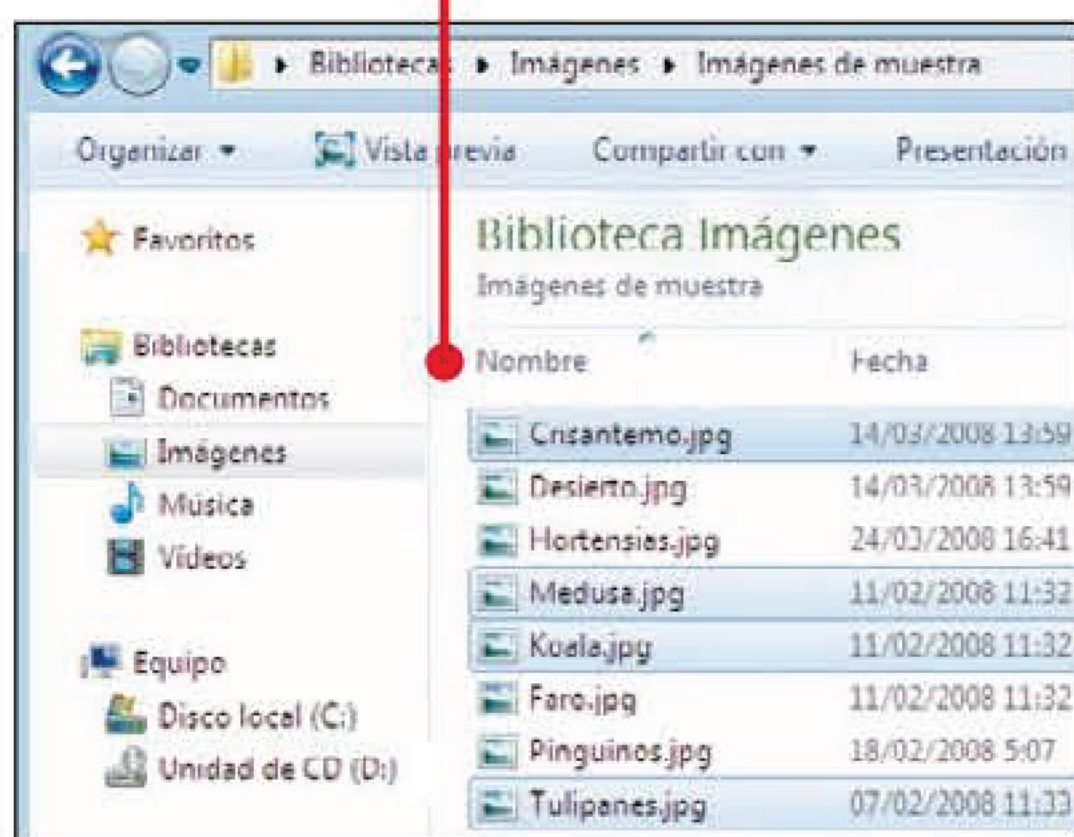 Bibliotecas ▸ Imágenes ▸ Imágenes de muestra
Organizar Vista previa Compartir con Presentación
Favoritos
Bibliotecas
Documentos
Imágenes
Música
Vídeos
Equipo
Disco local (C:)
Unidad de CD (D:)
Biblioteca Imágenes
Imágenes de muestra
Nombre Fecha
Crisantemo.jpg 14/03/2008 13:59
Desierto.jpg 14/03/2008 13:59
Hortensias.jpg 24/03/2008 16:41
Medusa.jpg 11/02/2008 11:32
Koala.jpg 11/02/2008 11:32
Faro.jpg 11/02/2008 11:32
Pinguinos.jpg 18/02/2008 5:07
Tulipanes.jpg 07/02/2008 11:33